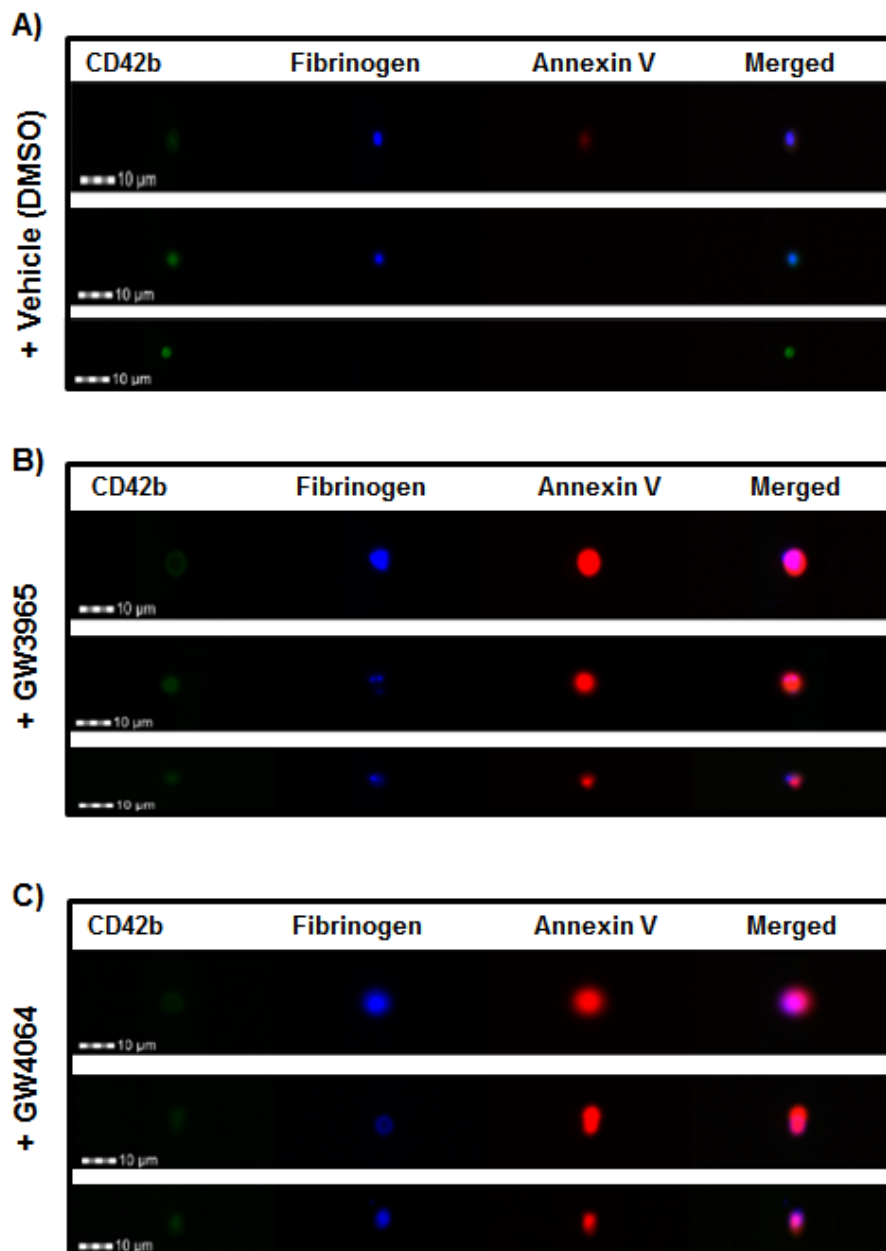 A)
CD42b Fibrinogen Annexin V Merged
+ Vehicle (DMSO)
10 µm
10 µm
10 µm
B)
CD42b Fibrinogen Annexin V Merged
+ GW3965
10 µm
10 µm
10 µm
C)
CD42b Fibrinogen Annexin V Merged
+ GW4064
10 µm
10 µm
10 µm